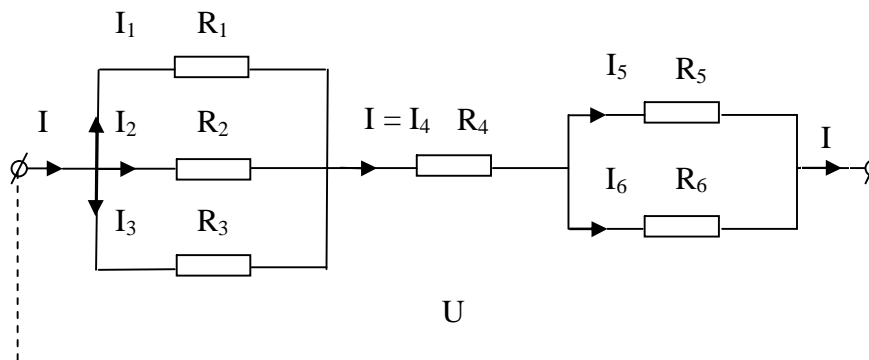 I₁ R₁
I₅ R₅
I I₂ R₂ I = I₄ R₄ I
I₆ R₆
I₃ R₃
U